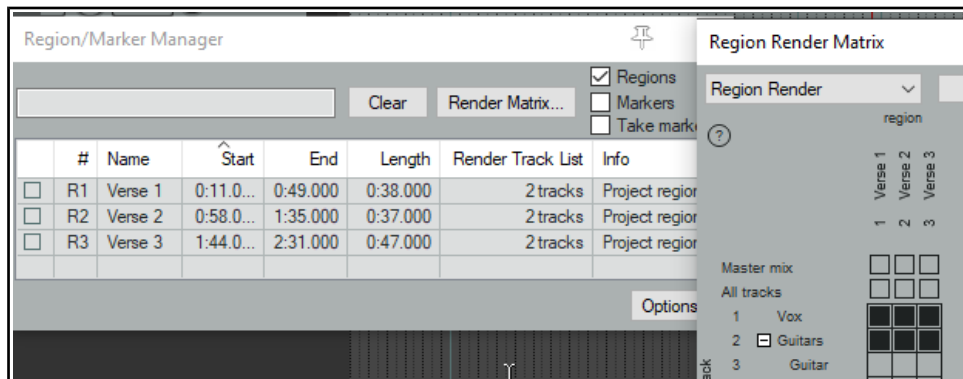 Region/Marker Manager
Clear
Render Matrix...
Regions
Markers
Take mark
# Name Start End Length Render Track List Info
R1 Verse 1 0:11.0... 0:49.000 0:38.000 2 tracks Project region
R2 Verse 2 0:58.0... 1:35.000 0:37.000 2 tracks Project region
R3 Verse 3 1:44.0... 2:31.000 0:47.000 2 tracks Project region
Options
Region Render Matrix
Region Render
?
region
Verse 1
Verse 2
Verse 3
1 2 3
Master mix
All tracks
1 Vox
2 Guitars
3 Guitar